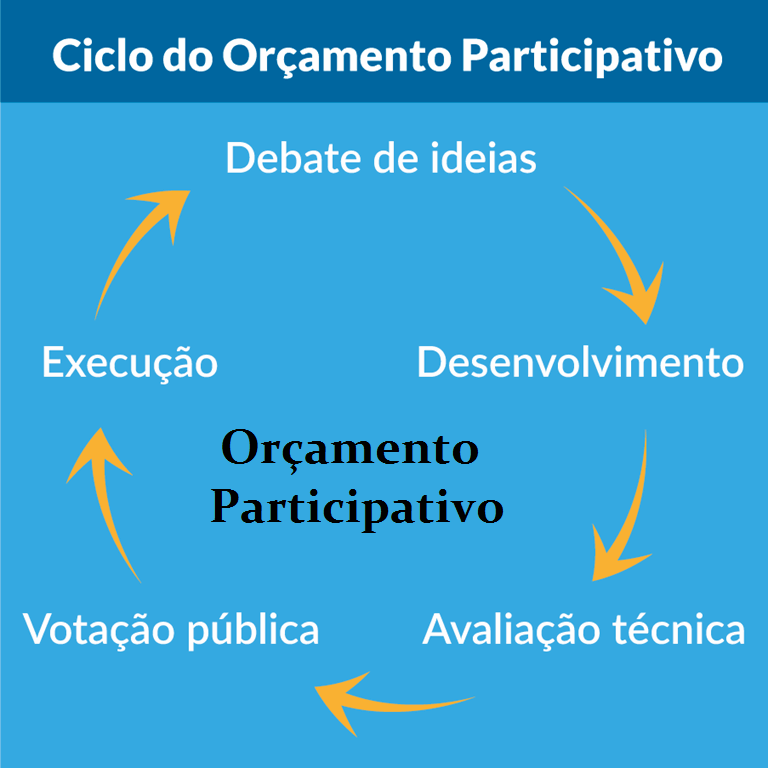 Ciclo do Orçamento Participativo
Debate de ideias
Execução
Desenvolvimento
Orçamento
Participativo
Votação pública
Avaliação técnica